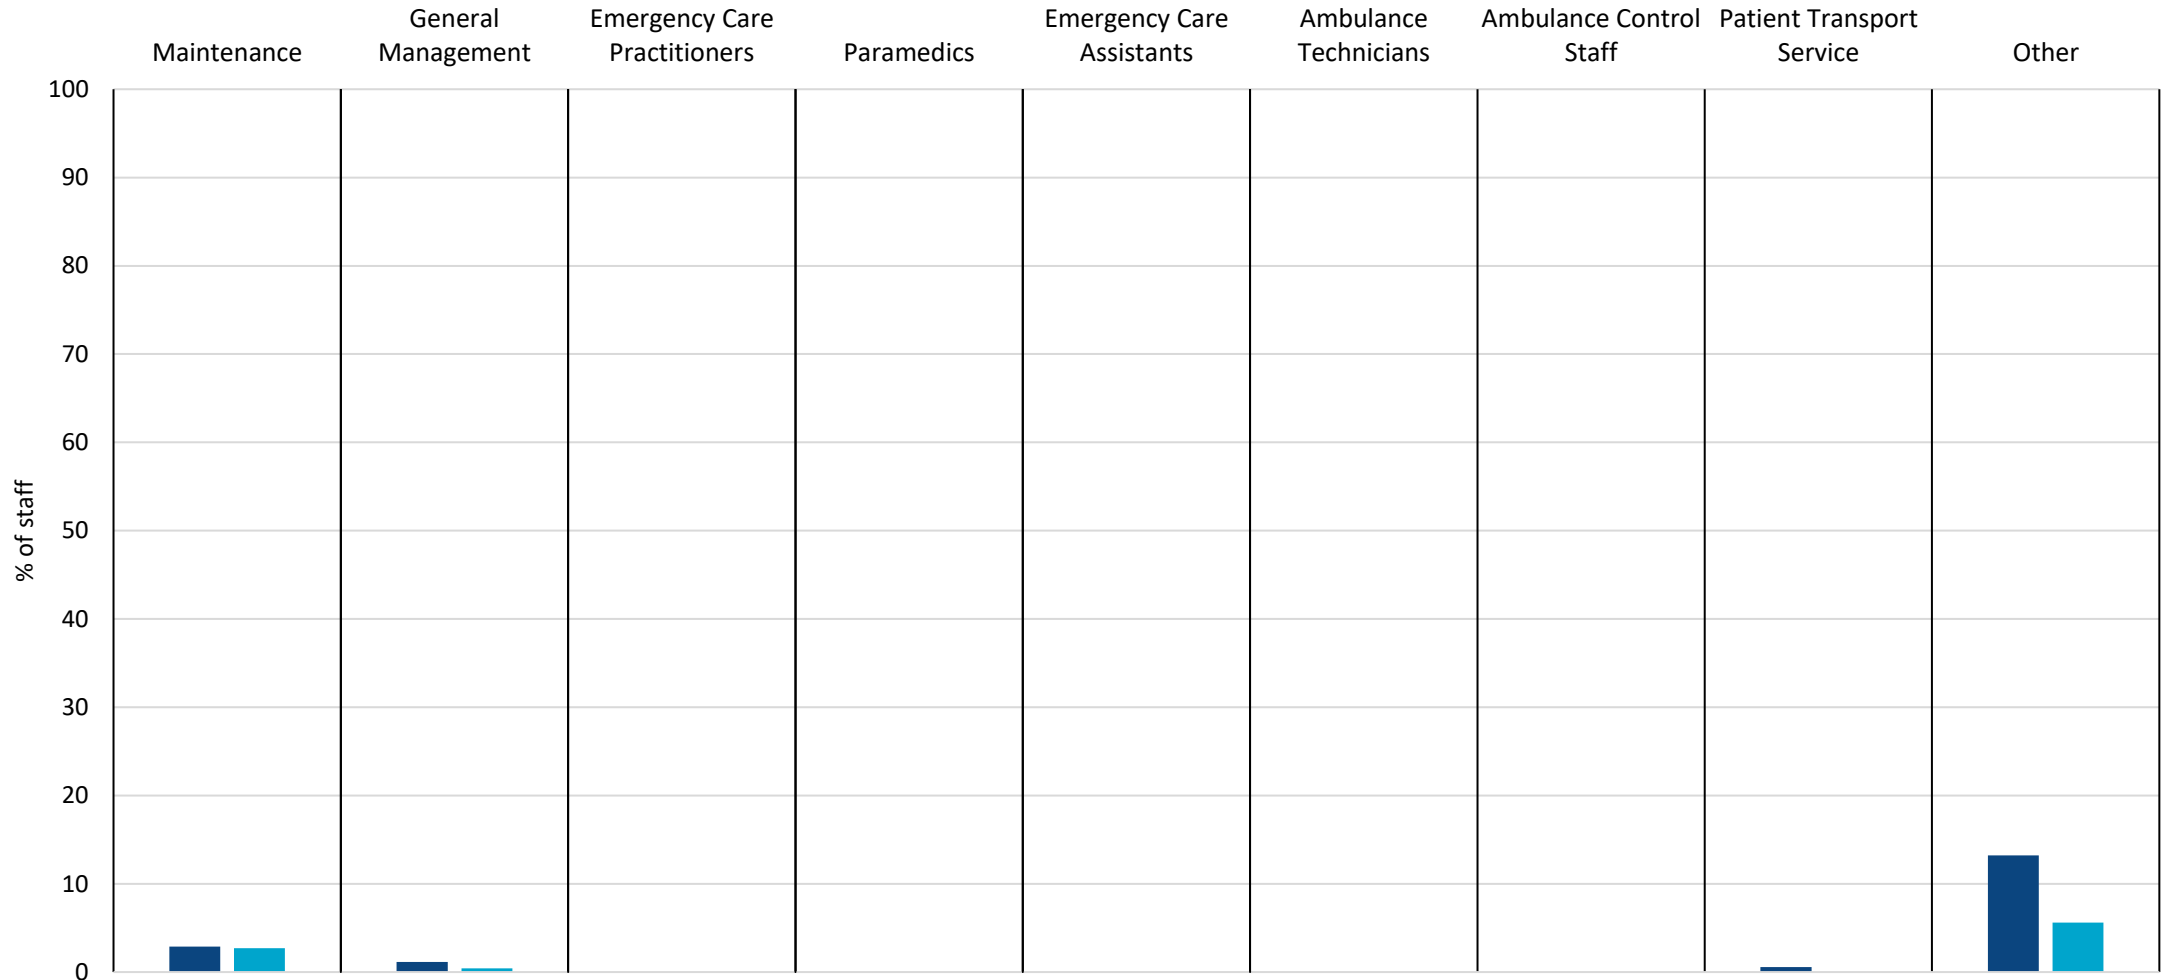 Maintenance
General
Management
Emergency Care
Practitioners
Paramedics
Emergency Care
Assistants
Ambulance
Technicians
Ambulance Control
Staff
Patient Transport
Service
Other
100
90
80
70
60
50
40
30
20
10
0
% of staff